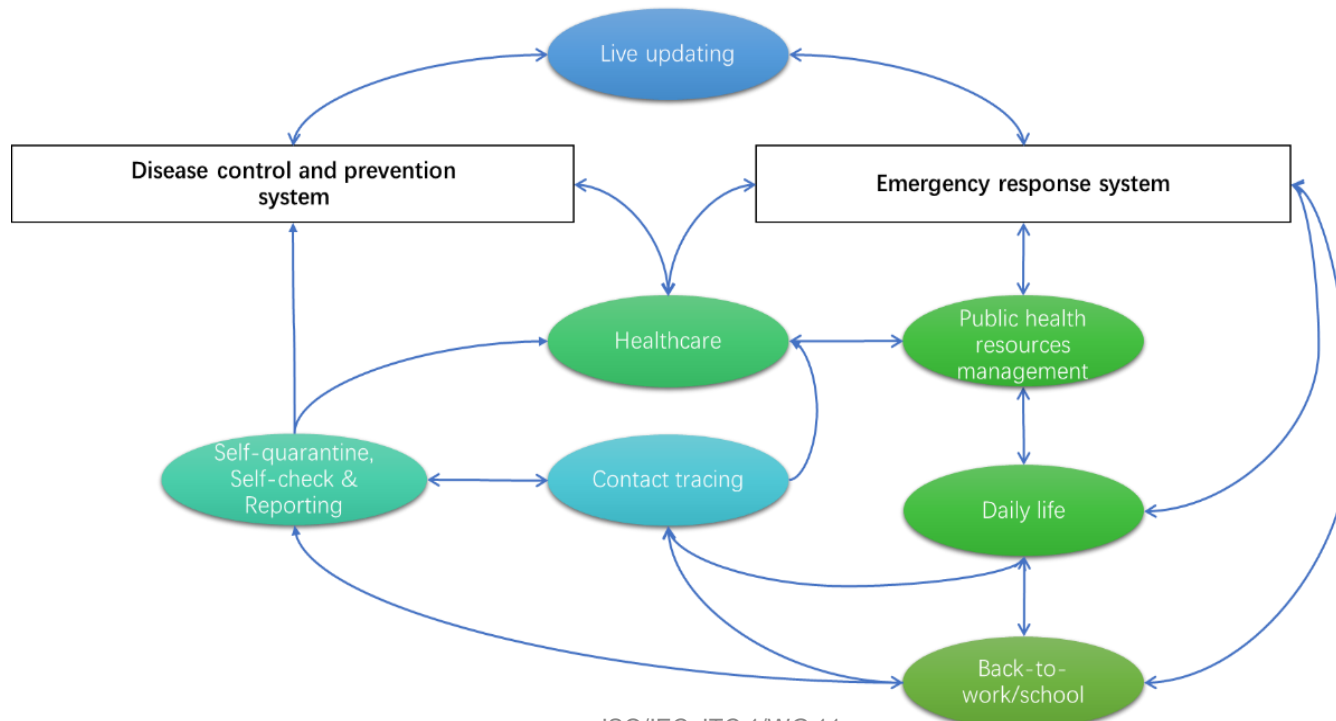 Live updating
Disease control and prevention
system
Emergency response system
Healthcare
Public health
resources
management
Self-quarantine,
Self-check &
Reporting
Contact tracing
Daily life
Back-to-
work/school